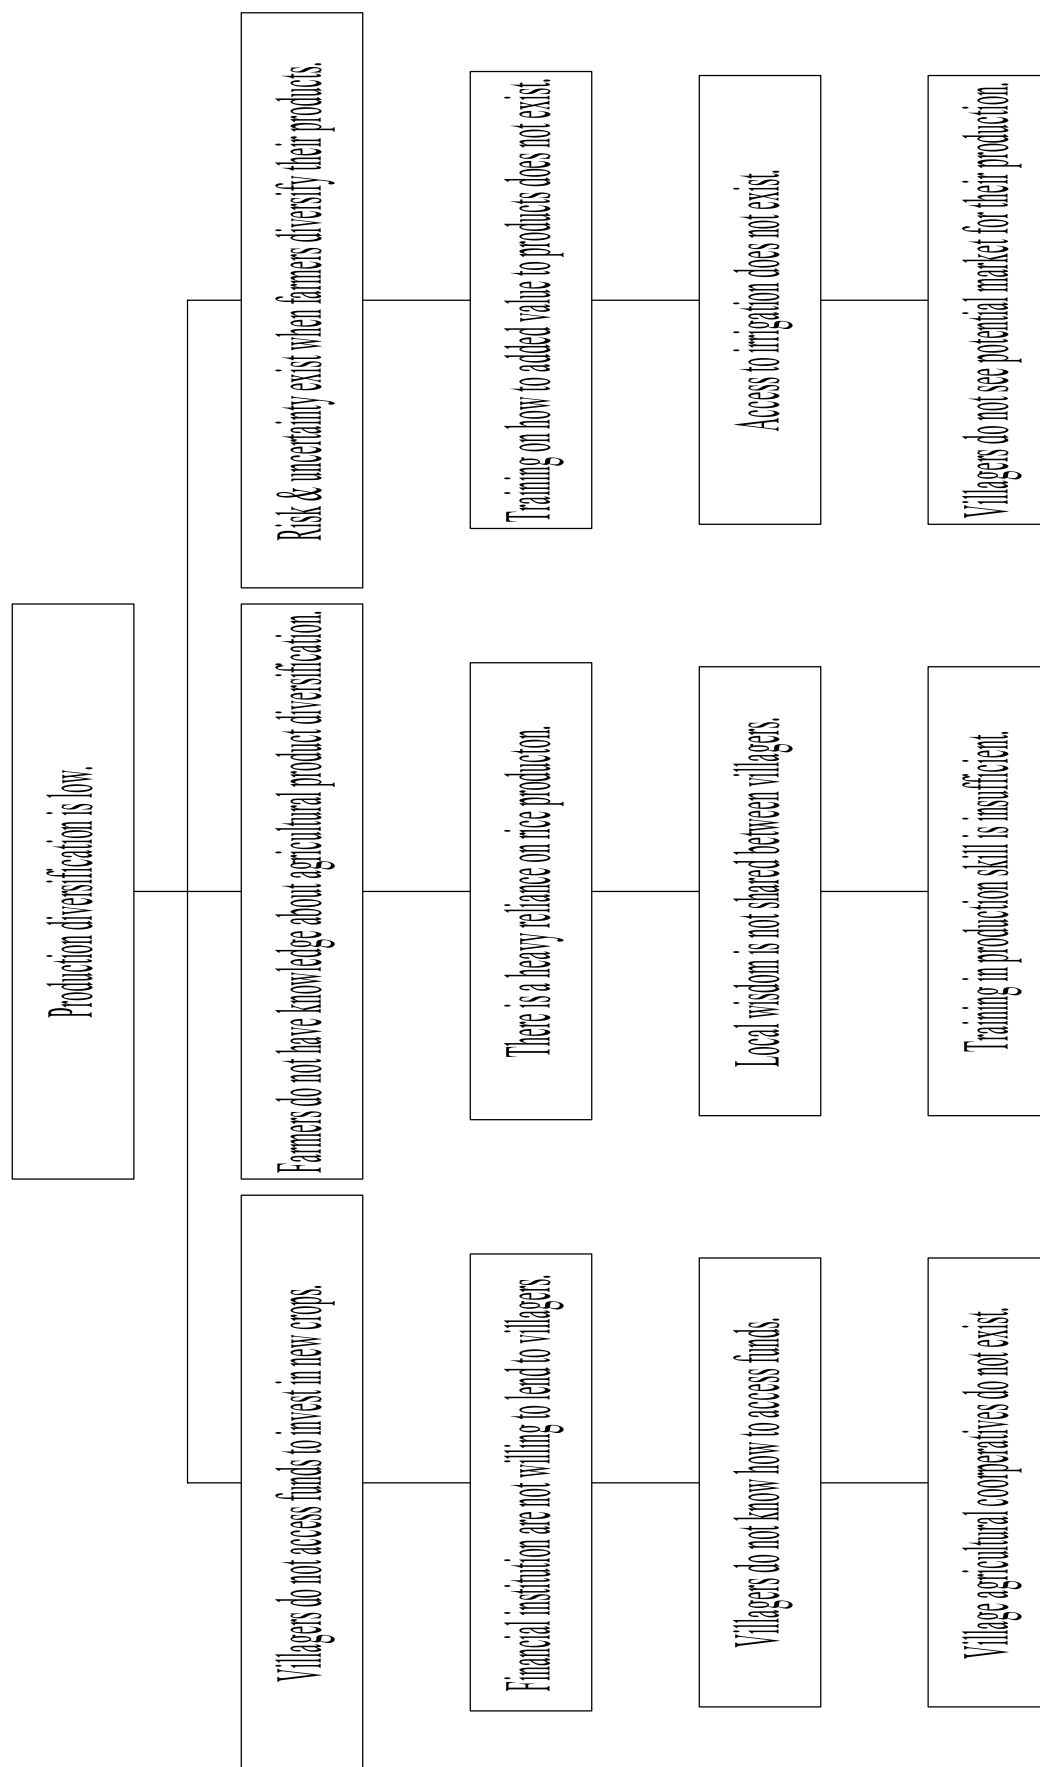 Production diversification is low.
Villagers do not access funds to invest in new crops.
Farmers do not have knowledge about agricultural product diversification.
Risk & uncertainty exist when farmers diversify their products.
Financial institution are not willing to lend to villagers.
There is a heavy reliance on rice producton.
Training on how to added value to products does not exist.
Villagers do not know how to access funds.
Local wisdom is not shared between villagers.
Access to irrigation does not exist.
Village agricultural coorperatives do not exist.
Training in production skill is insufficient.
Villagers do not see potential market for their production.